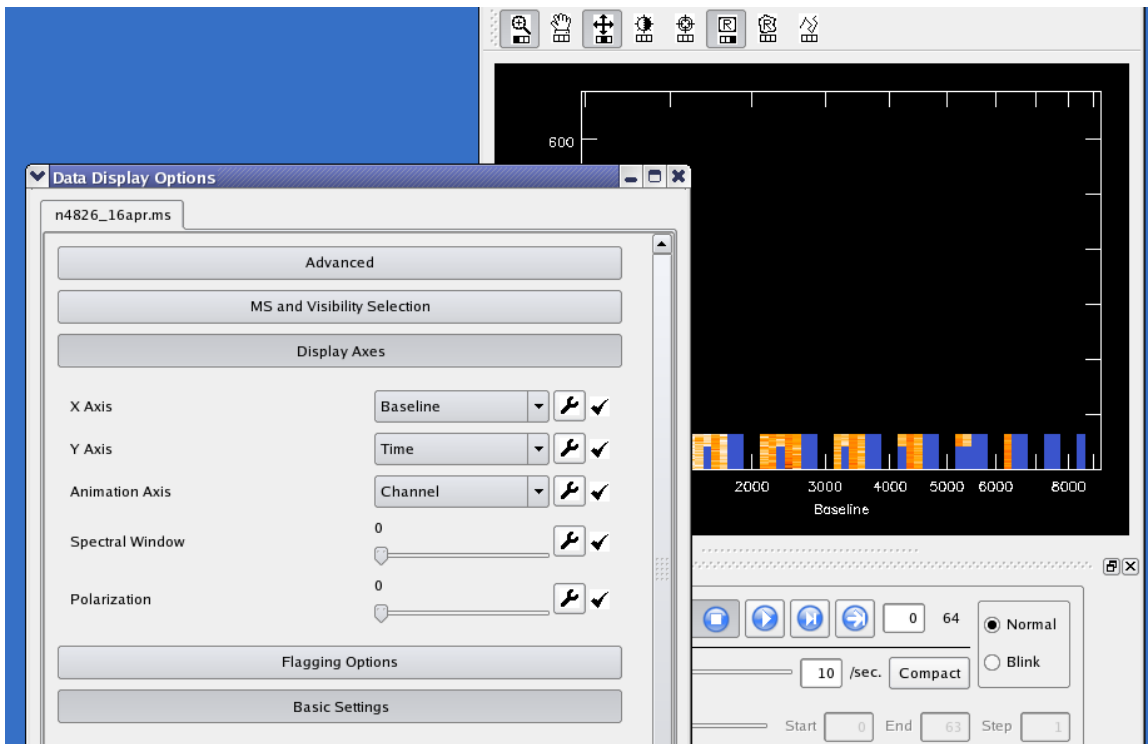 R
R
600
Data Display Options
n4826_16apr.ms
Advanced
MS and Visibility Selection
Display Axes
X Axis Baseline
Y Axis Time
Animation Axis Channel
0
Spectral Window
0
Polarization
Flagging Options
Basic Settings
2000 3000 4000 5000 6000 8000
Baseline
0 64 Normal
10 /sec. Compact Blink
Start 0 End 63 Step 1